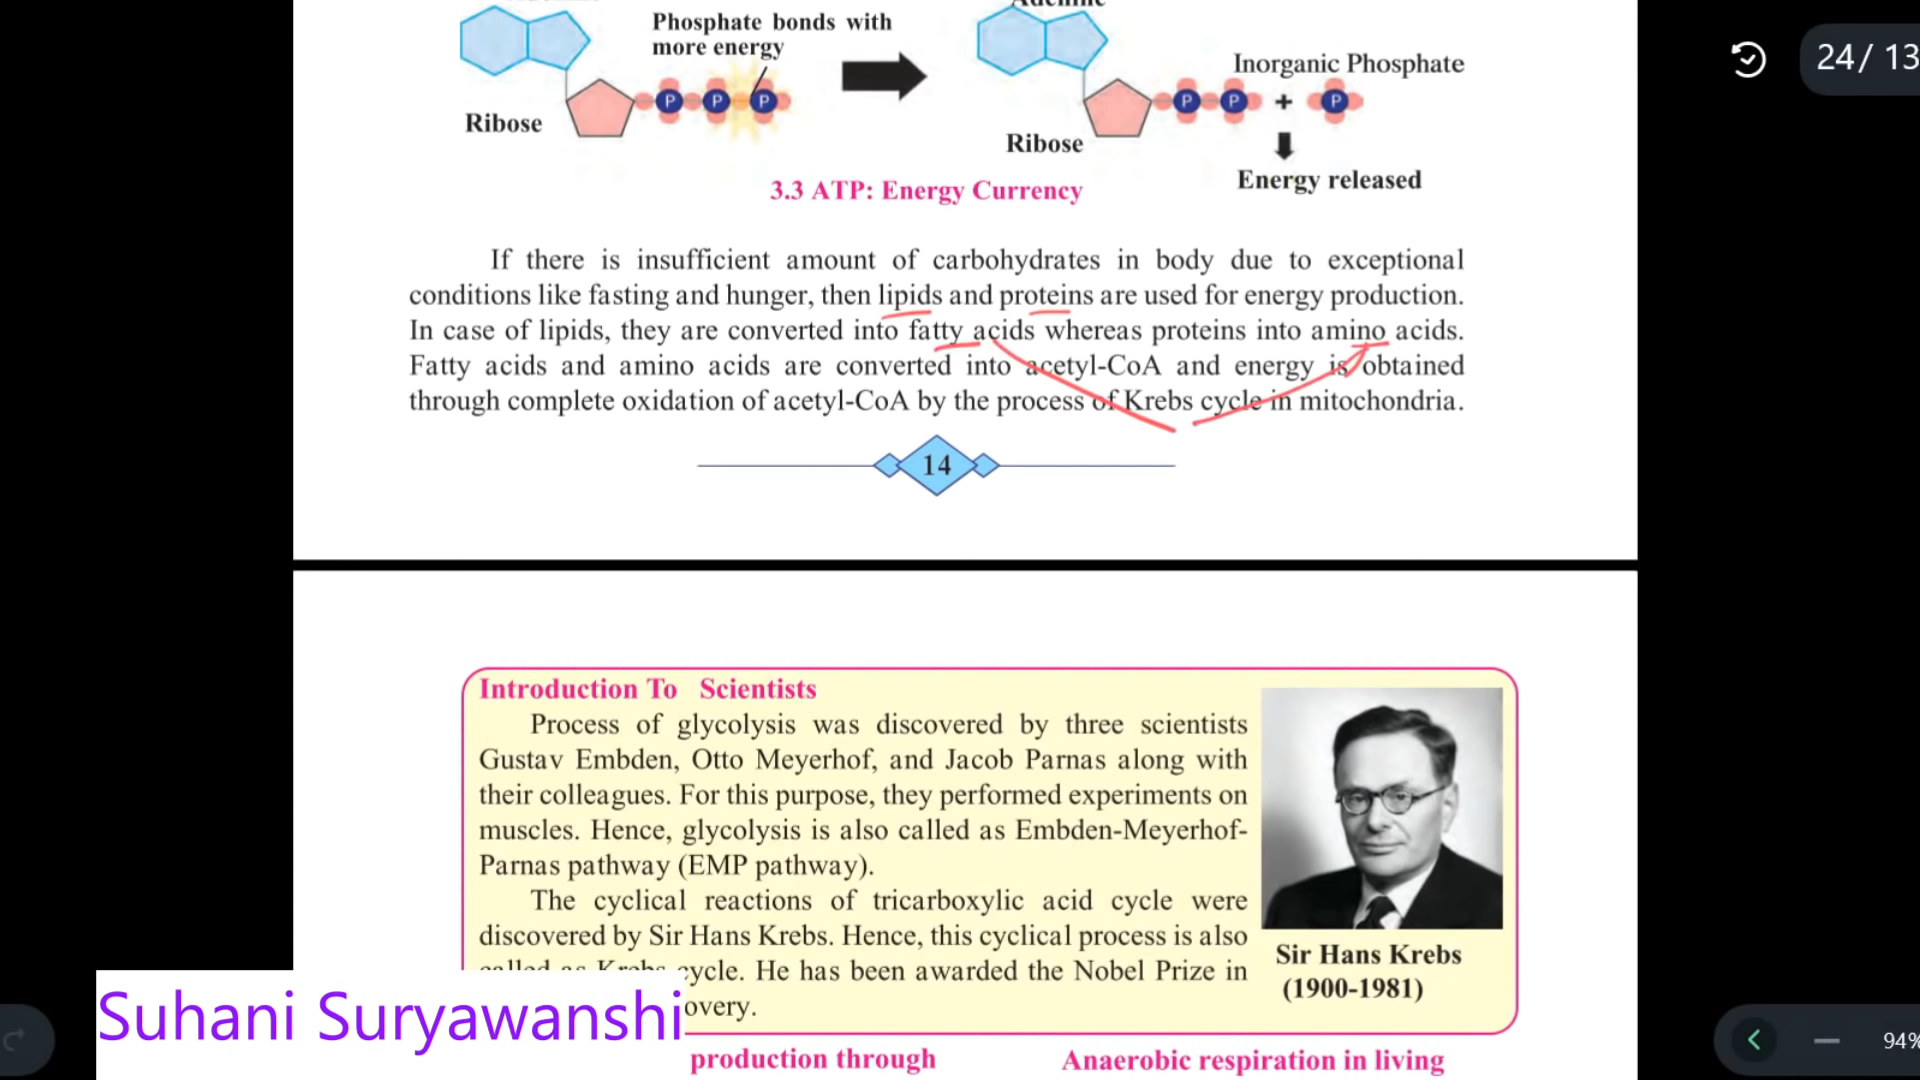 Adenine
Phosphate bonds with
more energy
Inorganic Phosphate
P P P
P P + P
Ribose
Ribose
Energy released
3.3 ATP: Energy Currency
If there is insufficient amount of carbohydrates in body due to exceptional
conditions like fasting and hunger, then lipids and proteins are used for energy production.
In case of lipids, they are converted into fatty acids whereas proteins into amino acids.
Fatty acids and amino acids are converted into acetyl-CoA and energy is obtained
through complete oxidation of acetyl-CoA by the process of Krebs cycle in mitochondria.
14
24/ 13
Introduction To Scientists
Process of glycolysis was discovered by three scientists
Gustav Embden, Otto Meyerhof, and Jacob Parnas along with
their colleagues. For this purpose, they performed experiments on
muscles. Hence, glycolysis is also called as Embden-Meyerhof-
Parnas pathway (EMP pathway).
The cyclical reactions of tricarboxylic acid cycle were
discovered by Sir Hans Krebs. Hence, this cyclical process is also
called as Krebs cycle. He has been awarded the Nobel Prize in
overy.
Sir Hans Krebs
(1900-1981)
Suhani Suryawanshi
production through
Anaerobic respiration in living
94%